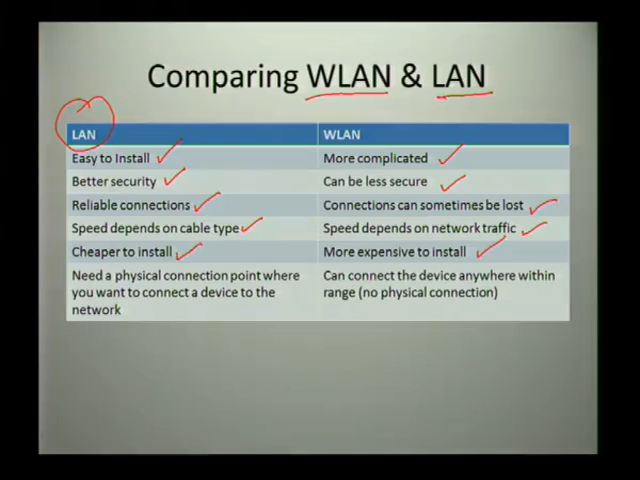 Comparing WLAN & LAN
LAN WLAN
Easy to Install More complicated
Better security Can be less secure
Reliable connections Connections can sometimes be lost
Speed depends on cable type Speed depends on network traffic
Cheaper to install More expensive to install
Need a physical connection point where Can connect the device anywhere within
you want to connect a device to the range (no physical connection)
network